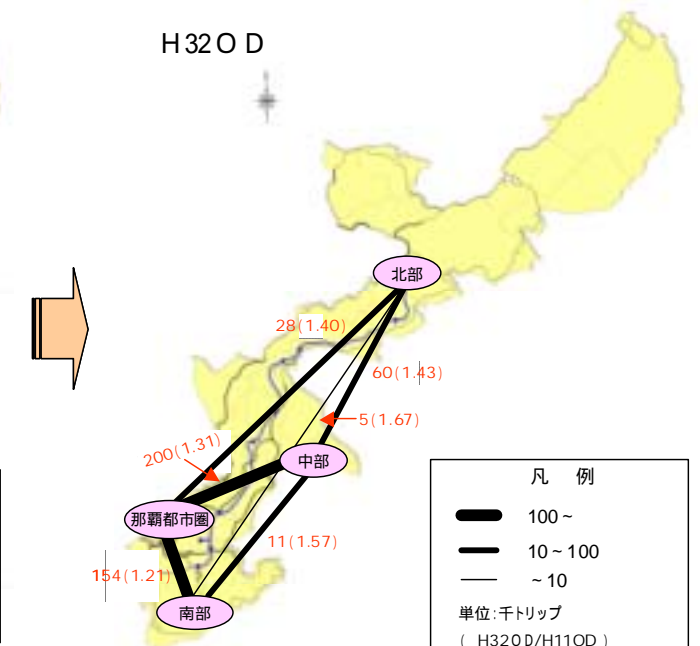 H32OD
北部
28(1.40)
60(1.43)
5(1.67)
200(1.31)
中部
那覇都市圏
11(1.57)
154(1.21)
南部
凡 例
100~
10~100
~10
単位:千トリップ
( H32OD/H11OD )